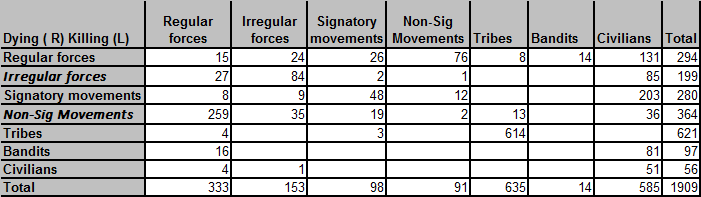 Regular Irregular Signatory Non-Sig
Dying ( R) Killing (L) forces forces movements Movements Tribes Bandits Civilians Total
Regular forces 15 24 26 76 8 14 131 294
Irregular forces 27 84 2 1 85 199
Signatory movements 8 9 48 12 203 280
Non-Sig Movements 259 35 19 2 13 36 364
Tribes 4 3 614 621
Bandits 16 81 97
Civilians 4 1 51 56
Total 333 153 98 91 635 14 585 1909